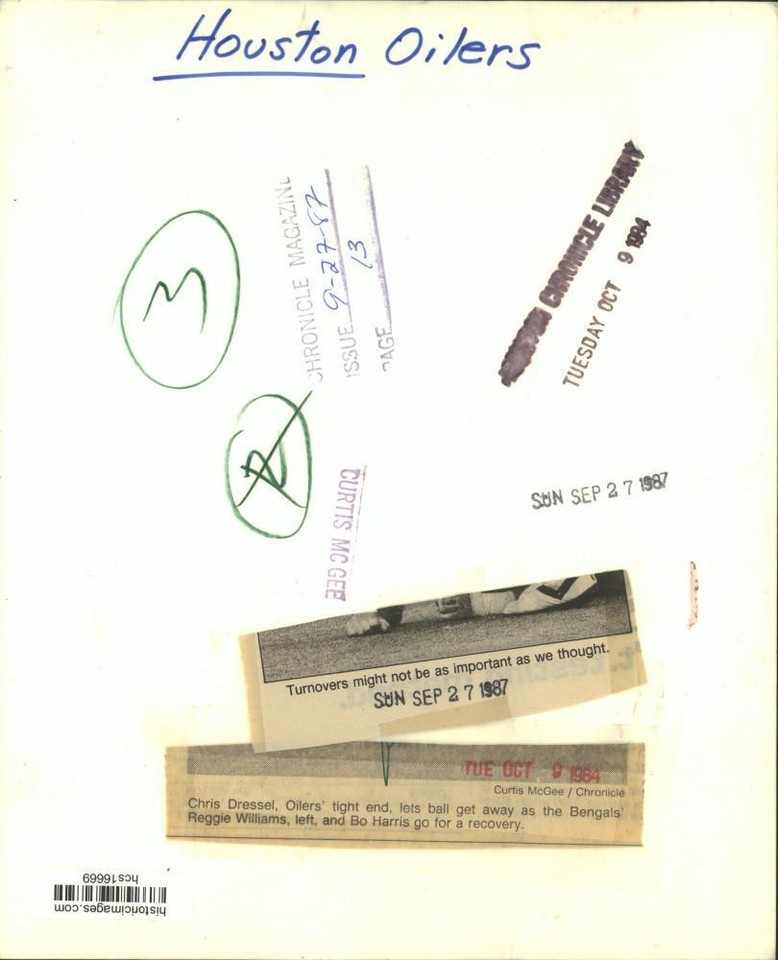 Houston Oilers
CHRONICLE MAGAZINE
ISSUE 9-27-87
PAGE 13
3
2
HOUSTON CHRONICLE LIBRARY
TUESDAY OCT 9 1984
CURTIS MC GEE
SUN SEP 27 1987
Turnovers might not be as important as we thought.
SUN SEP 27 1987
TUE OCT 9 1984
Curtis McGee / Chronicle
Chris Dressel, Oilers' tight end, lets ball get away as the Bengals'
Reggie Williams, left, and Bo Harris go for a recovery.
historicimages.com
hcs16669